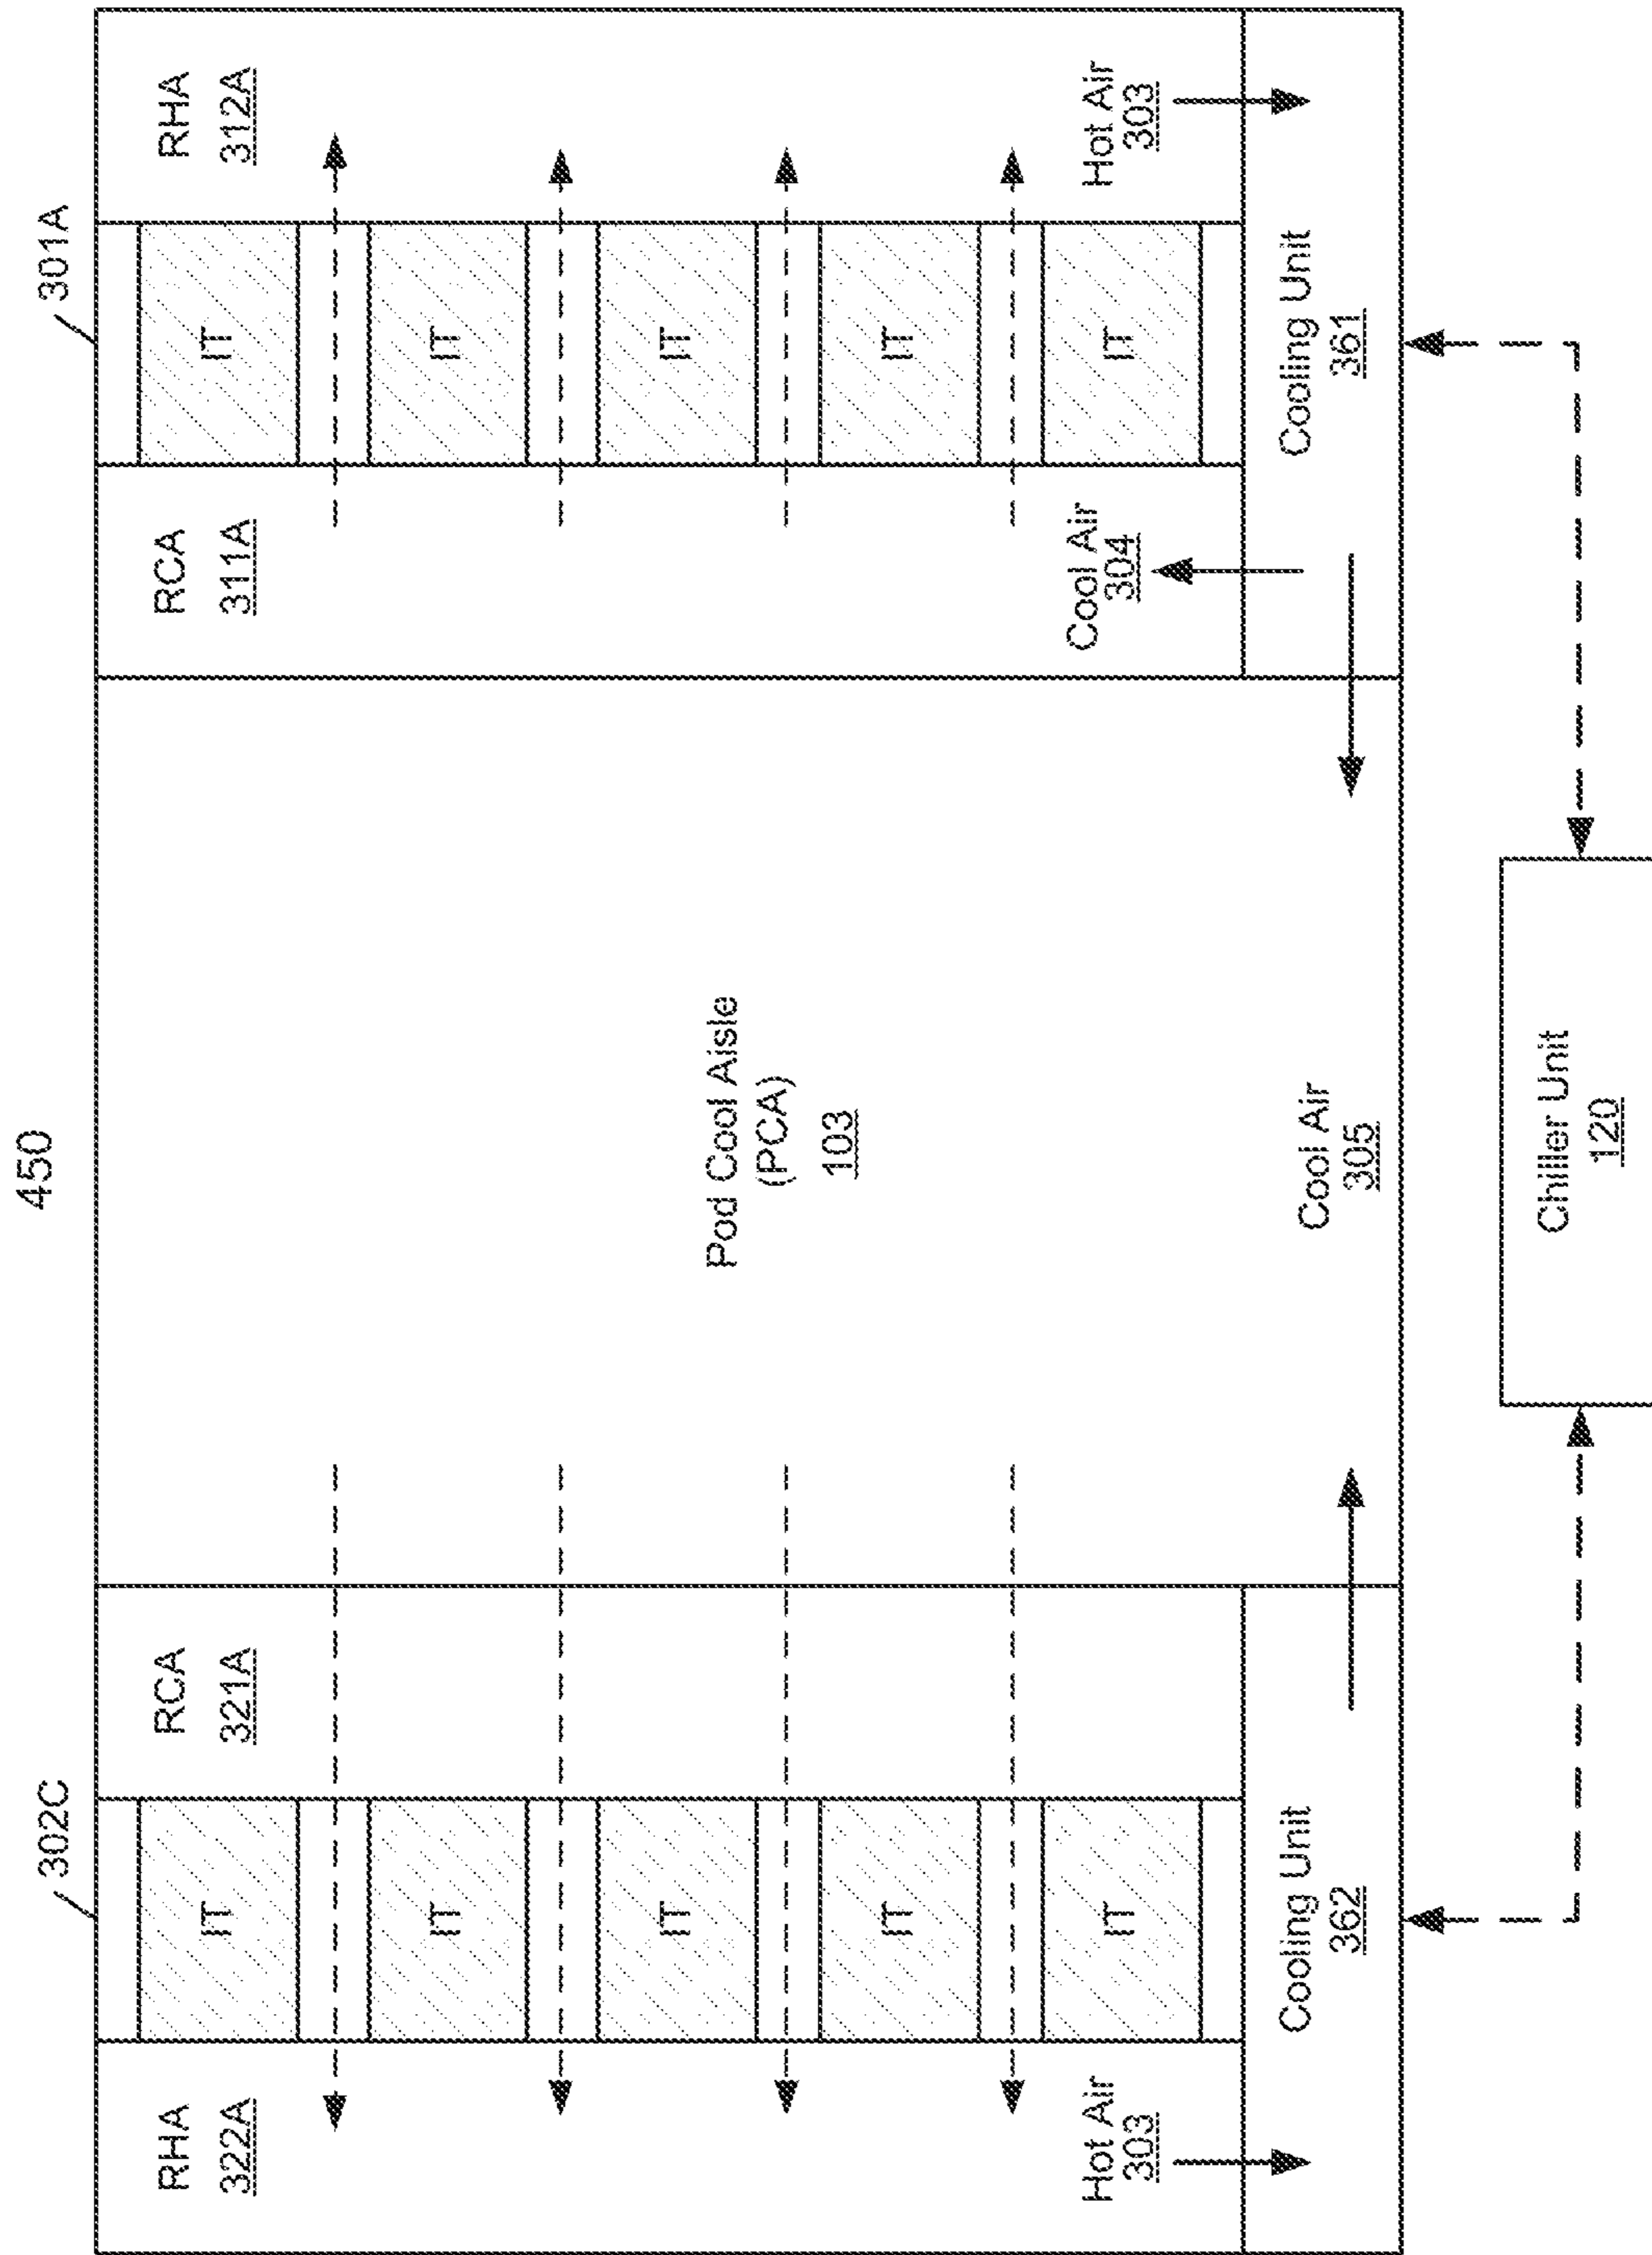 450
302C
301A
RHA
322A
RCA
321A
RCA
311A
RHA
312A
IT
IT
IT
IT
IT
IT
IT
IT
IT
IT
Pod Cool Aisle
(PCA)
103
Hot Air
303
Cool Air
304
Hot Air
303
Cooling Unit
362
Cool Air
305
Cooling Unit
361
Chiller Unit
120